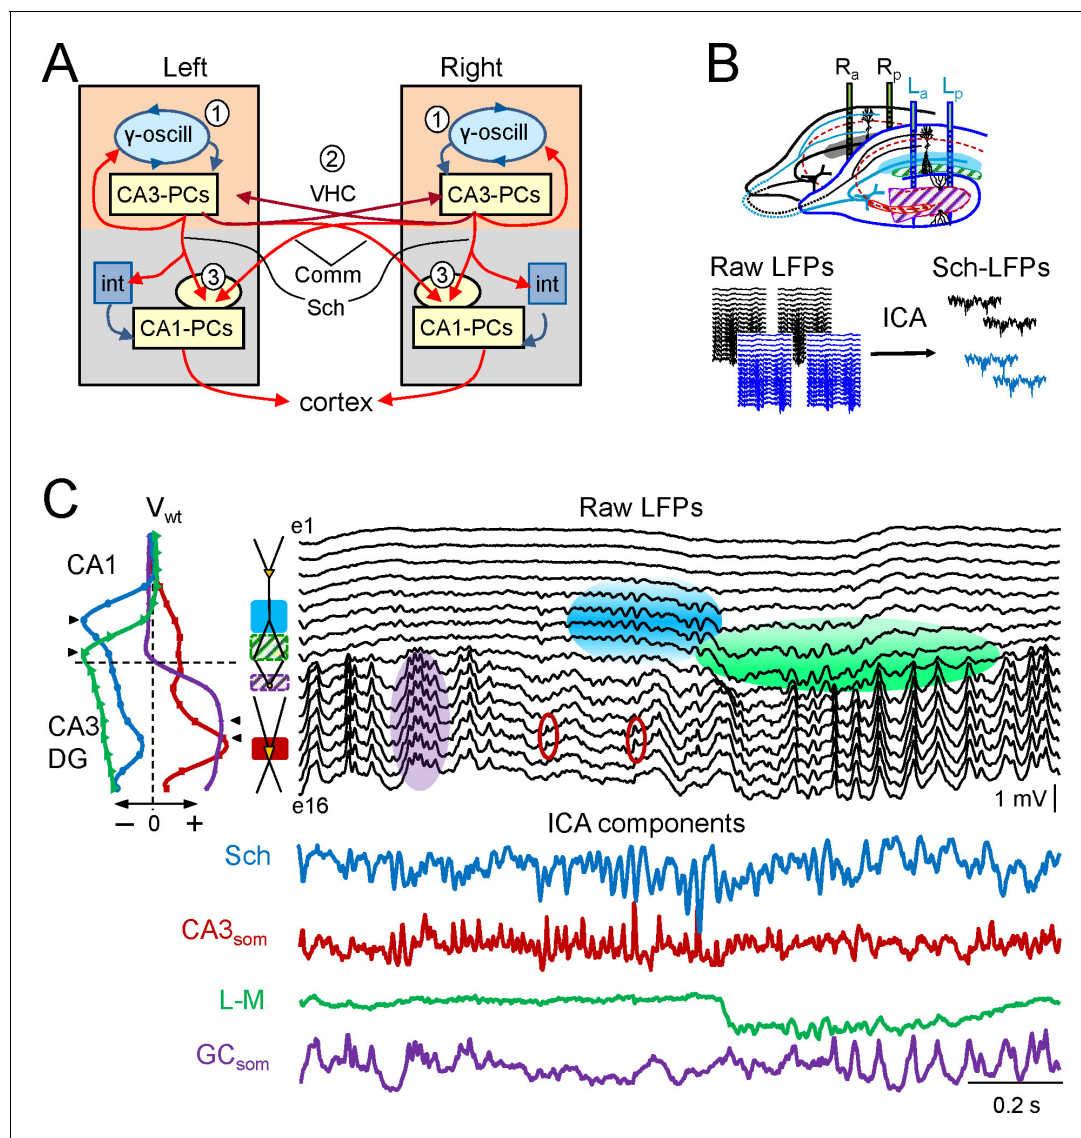 A
Left
Right
γ-oscill
1
1
γ-oscill
2
VHC
CA3-PCs
CA3-PCs
int
3
Comm
3
int
Sch
CA1-PCs
CA1-PCs
cortex
B
Ra
Rp
La
Lp
Raw LFPs
Sch-LFPs
ICA
C
Vwt
Raw LFPs
e1
CA1
CA3
DG
e16
1 mV
– 0 +
ICA components
Sch
CA3som
L-M
GCsom
0.2 s